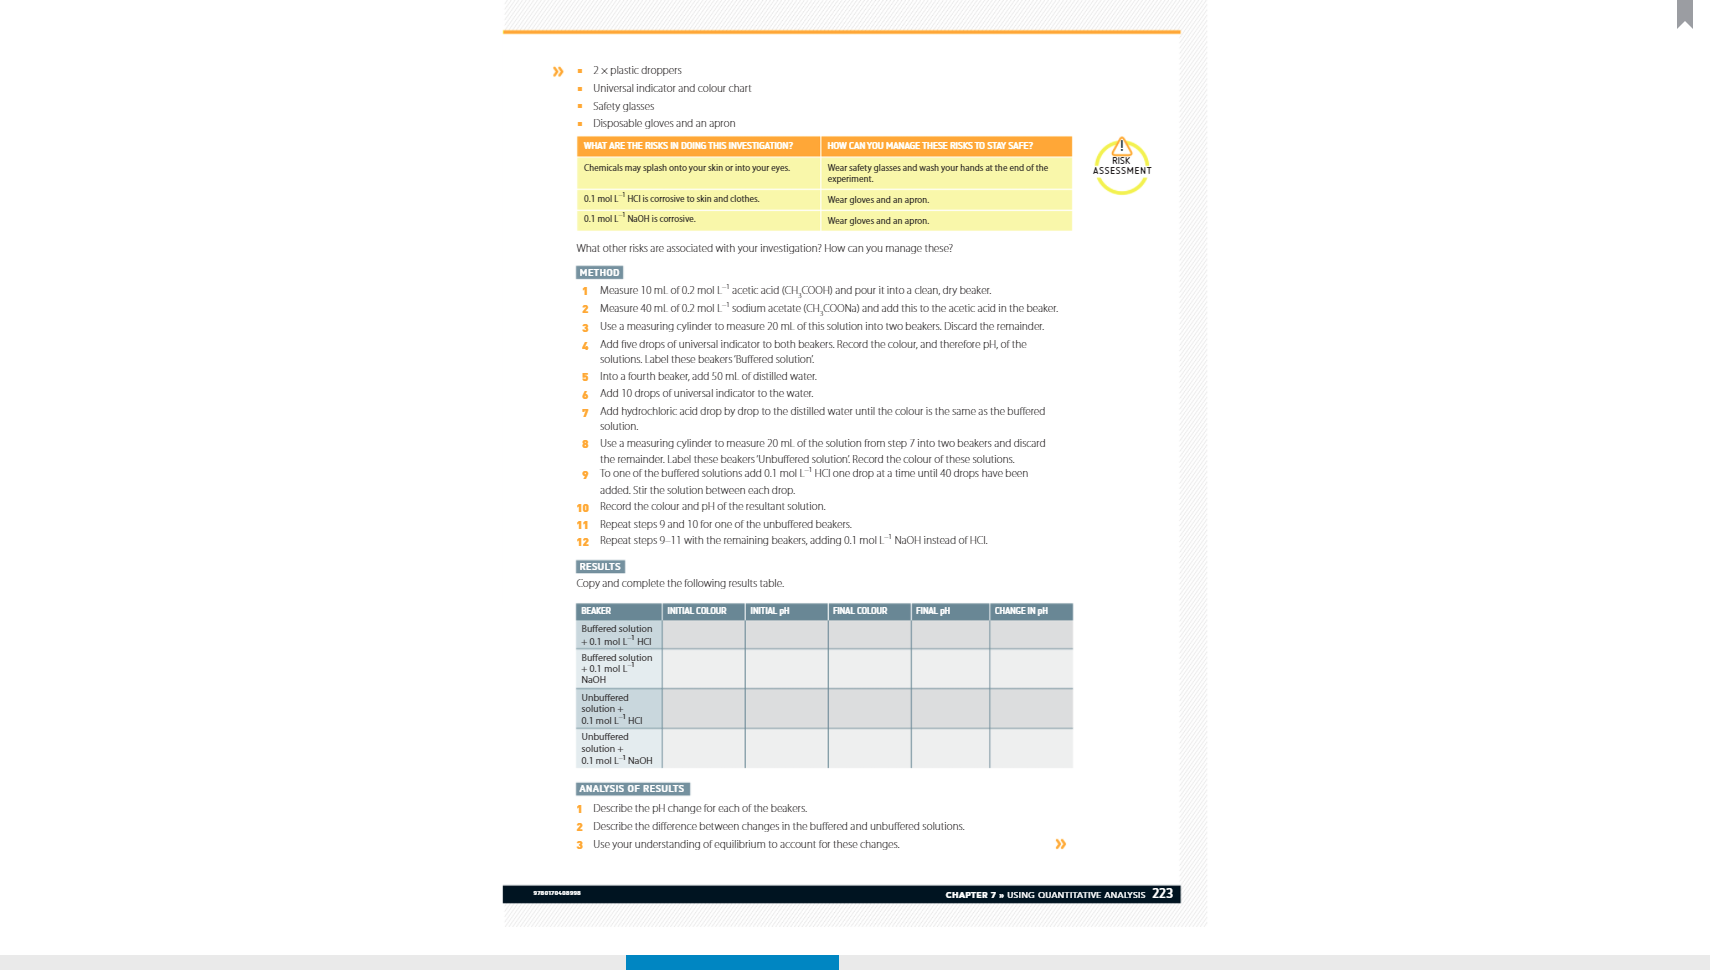 » ▪ 2 × plastic droppers
▪ Universal indicator and colour chart
▪ Safety glasses
▪ Disposable gloves and an apron
WHAT ARE THE RISKS IN DOING THIS INVESTIGATION? HOW CAN YOU MANAGE THESE RISKS TO STAY SAFE?
Chemicals may splash onto your skin or into your eyes. Wear safety glasses and wash your hands at the end of the
experiment.
0.1 mol L⁻¹ HCl is corrosive to skin and clothes. Wear gloves and an apron.
0.1 mol L⁻¹ NaOH is corrosive. Wear gloves and an apron.
!
RISK
ASSESSMENT
What other risks are associated with your investigation? How can you manage these?
METHOD
1 Measure 10 mL of 0.2 mol L⁻¹ acetic acid (CH₃COOH) and pour it into a clean, dry beaker.
2 Measure 40 mL of 0.2 mol L⁻¹ sodium acetate (CH₃COONa) and add this to the acetic acid in the beaker.
3 Use a measuring cylinder to measure 20 mL of this solution into two beakers. Discard the remainder.
4 Add five drops of universal indicator to both beakers. Record the colour, and therefore pH, of the
solutions. Label these beakers 'Buffered solution'.
5 Into a fourth beaker, add 50 mL of distilled water.
6 Add 10 drops of universal indicator to the water.
7 Add hydrochloric acid drop by drop to the distilled water until the colour is the same as the buffered
solution.
8 Use a measuring cylinder to measure 20 mL of the solution from step 7 into two beakers and discard
the remainder. Label these beakers 'Unbuffered solution'. Record the colour of these solutions.
9 To one of the buffered solutions add 0.1 mol L⁻¹ HCl one drop at a time until 40 drops have been
added. Stir the solution between each drop.
10 Record the colour and pH of the resultant solution.
11 Repeat steps 9 and 10 for one of the unbuffered beakers.
12 Repeat steps 9–11 with the remaining beakers, adding 0.1 mol L⁻¹ NaOH instead of HCl.
RESULTS
Copy and complete the following results table.
BEAKER INITIAL COLOUR INITIAL pH FINAL COLOUR FINAL pH CHANGE IN pH
Buffered solution
+ 0.1 mol L⁻¹ HCl
Buffered solution
+ 0.1 mol L⁻¹
NaOH
Unbuffered
solution +
0.1 mol L⁻¹ HCl
Unbuffered
solution +
0.1 mol L⁻¹ NaOH
ANALYSIS OF RESULTS
1 Describe the pH change for each of the beakers.
2 Describe the difference between changes in the buffered and unbuffered solutions.
3 Use your understanding of equilibrium to account for these changes. »
9780170408998 CHAPTER 7 » USING QUANTITATIVE ANALYSIS 223